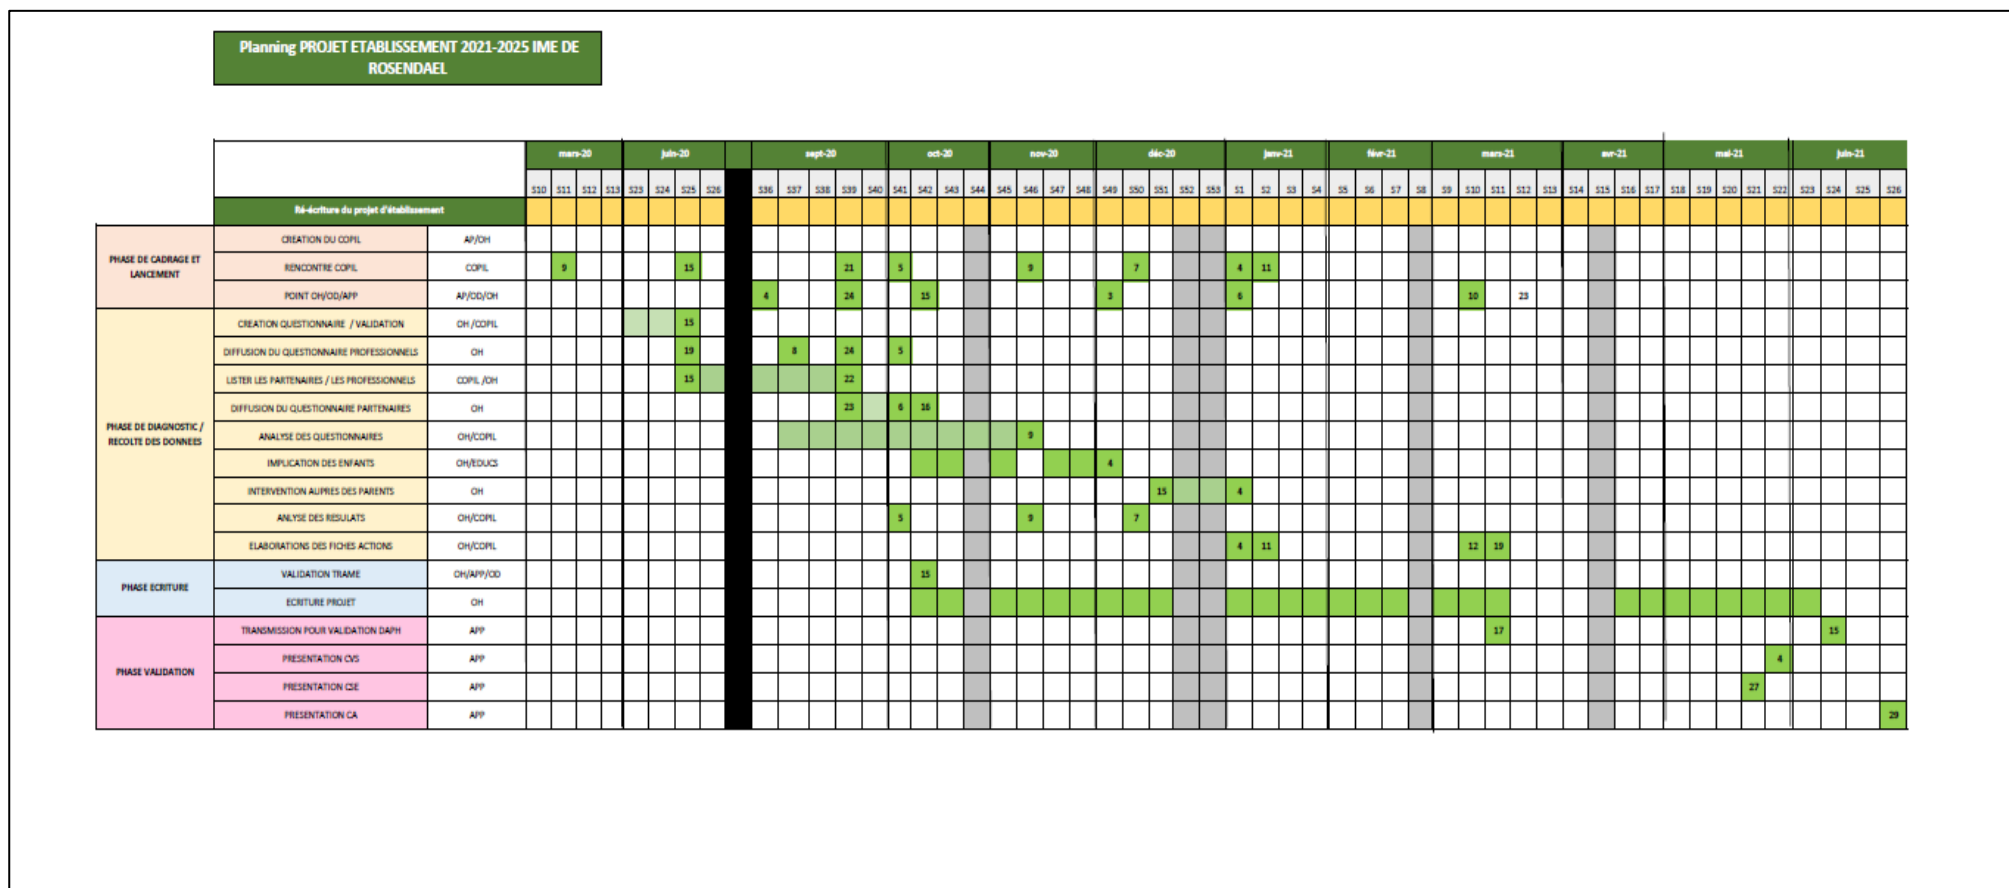 Planning PROJET ETABLISSEMENT 2021-2025 IME DE
ROSENDAEL
mars-20 juin-20 sept-20 oct-20 nov-20 déc-20 janv-21 févr-21 mars-21 avr-21 mai-21 juin-21
S10 S11 S12 S13 S23 S24 S25 S26 S36 S37 S38 S39 S40 S41 S42 S43 S44 S45 S46 S47 S48 S49 S50 S51 S52 S53 S1 S2 S3 S4 S5 S6 S7 S8 S9 S10 S11 S12 S13 S14 S15 S16 S17 S18 S19 S20 S21 S22 S23 S24 S25 S26
Ré-écriture du projet d'établissement
PHASE DE CADRAGE ET
LANCEMENT
CREATION DU COPIL AP/OH
RENCONTRE COPIL COPIL 9 15 21 5 9 7 4 11
POINT OH/OD/APP AP/OD/OH 4 24 15 3 6 10 23
PHASE DE DIAGNOSTIC /
RECOLTE DES DONNEES
CREATION QUESTIONNAIRE / VALIDATION OH /COPIL 15
DIFFUSION DU QUESTIONNAIRE PROFESSIONNELS OH 19 8 24 5
LISTER LES PARTENAIRES / LES PROFESSIONNELS COPIL /OH 15 22
DIFFUSION DU QUESTIONNAIRE PARTENAIRES OH 23 6 16
ANALYSE DES QUESTIONNAIRES OH/COPIL 9
IMPLICATION DES ENFANTS OH/EDUCS 4
INTERVENTION AUPRES DES PARENTS OH 15 4
ANLYSE DES RESULATS OH/COPIL 5 9 7
ELABORATIONS DES FICHES ACTIONS OH/COPIL 4 11 12 19
PHASE ECRITURE
VALIDATION TRAME OH/APP/OD 15
ECRITURE PROJET OH
PHASE VALIDATION
TRANSMISSION POUR VALIDATION DAPH APP 17 15
PRESENTATION CVS APP 4
PRESENTATION CSE APP 27
PRESENTATION CA APP 29